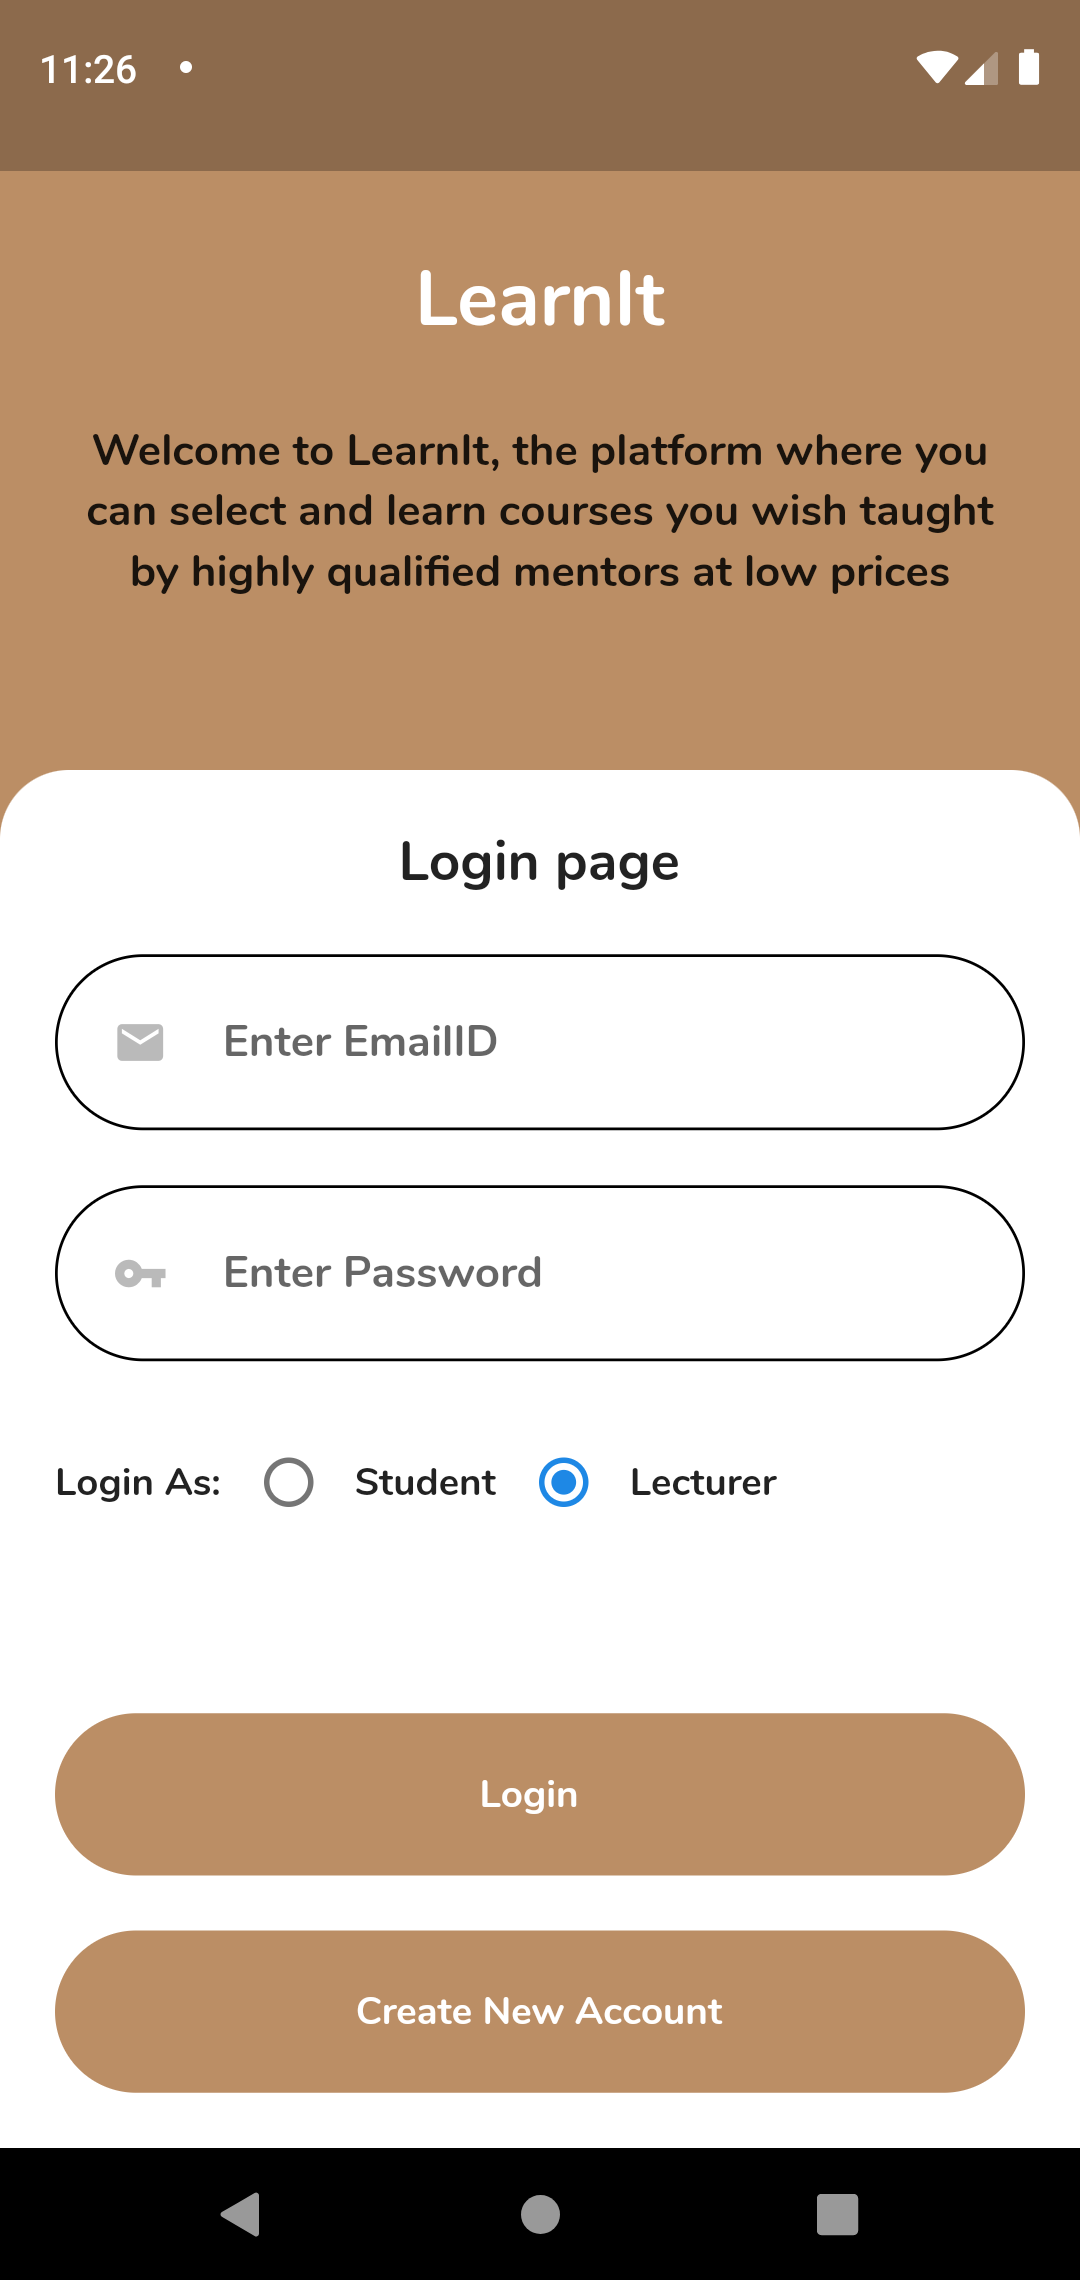 11:26
LearnIt
Welcome to LearnIt, the platform where you
can select and learn courses you wish taught
by highly qualified mentors at low prices
Login page
Enter EmailID
Enter Password
Login As: Student Lecturer
Login
Create New Account